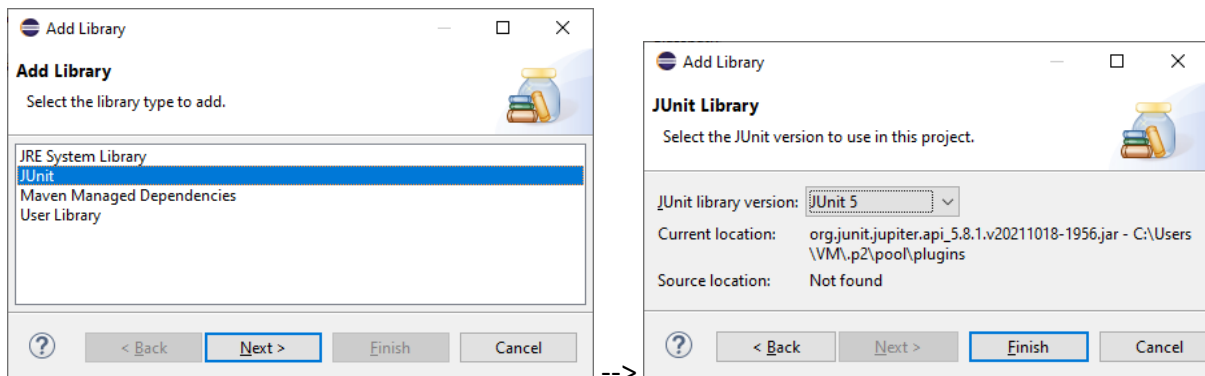 Add Library
Add Library
Select the library type to add.
JRE System Library
JUnit
Maven Managed Dependencies
User Library
? < Back Next > Finish Cancel
-->
Add Library
JUnit Library
Select the JUnit version to use in this project.
JUnit library version: JUnit 5
Current location: org.junit.jupiter.api_5.8.1.v20211018-1956.jar - C:\Users
\VM\.p2\pool\plugins
Source location: Not found
? < Back Next > Finish Cancel